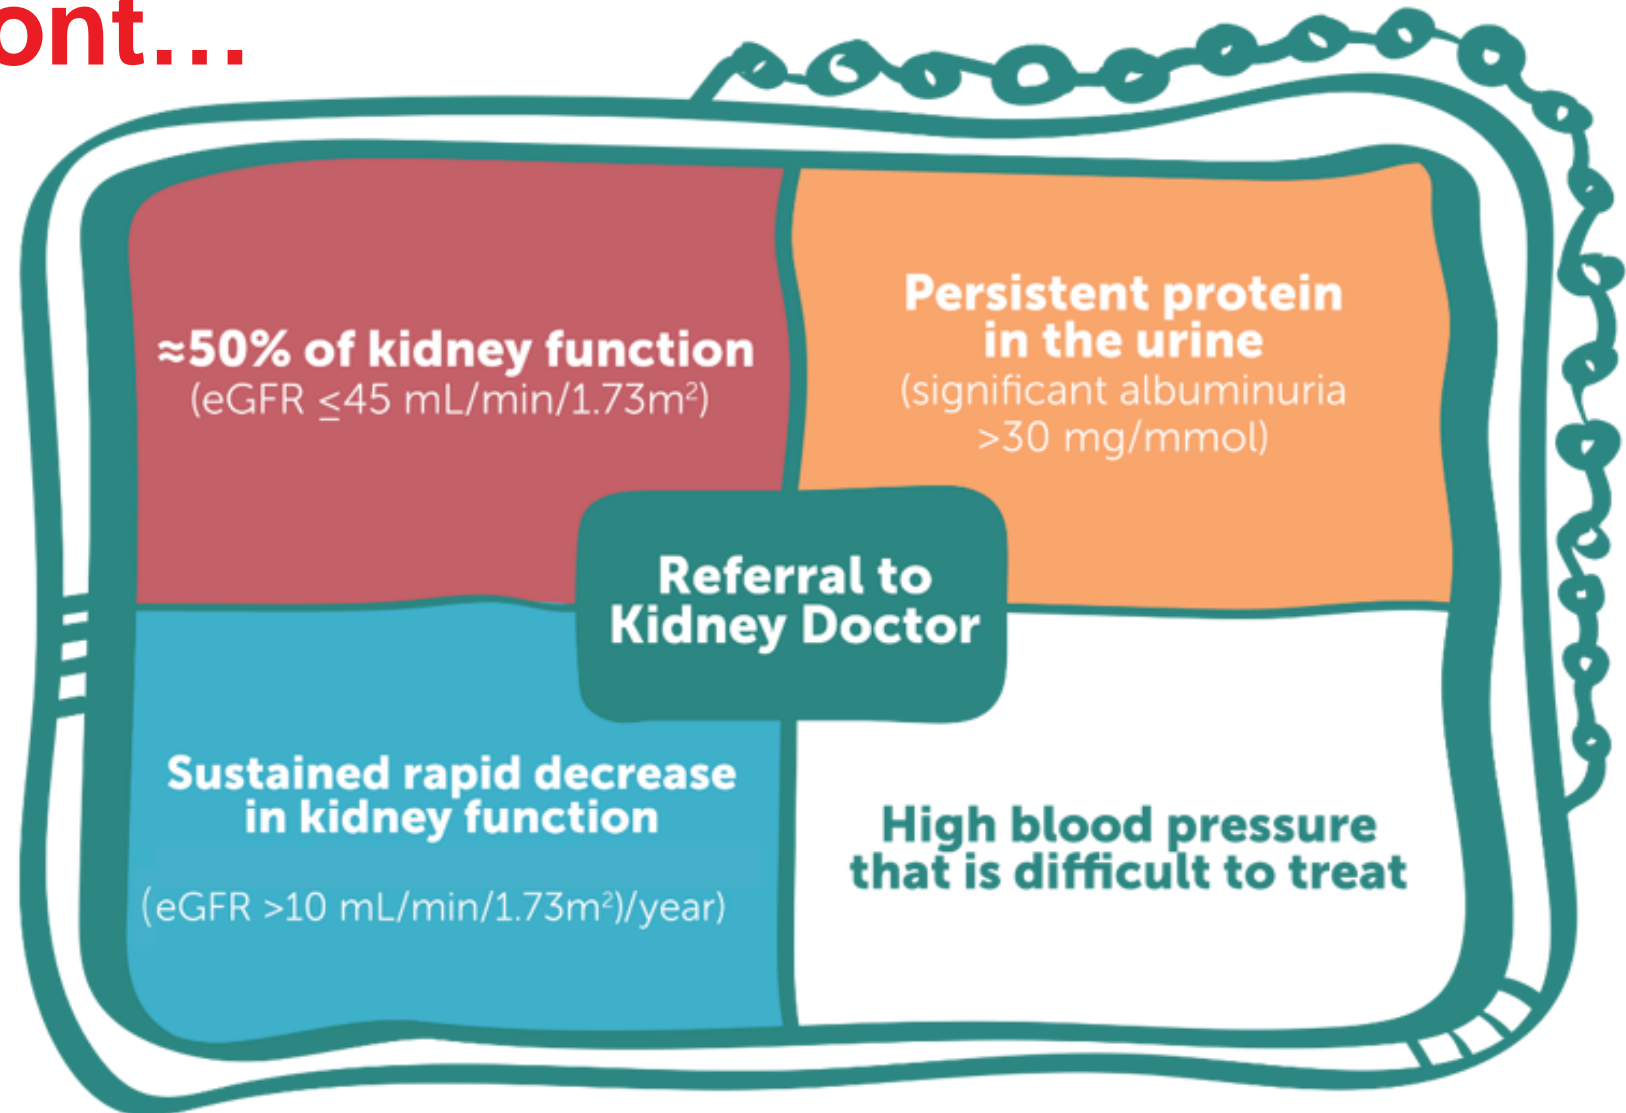 ont...
≈50% of kidney function
(eGFR ≤45 mL/min/1.73m²)
Persistent protein
in the urine
(significant albuminuria
>30 mg/mmol)
Referral to
Kidney Doctor
Sustained rapid decrease
in kidney function
(eGFR >10 mL/min/1.73m²)/year)
High blood pressure
that is difficult to treat